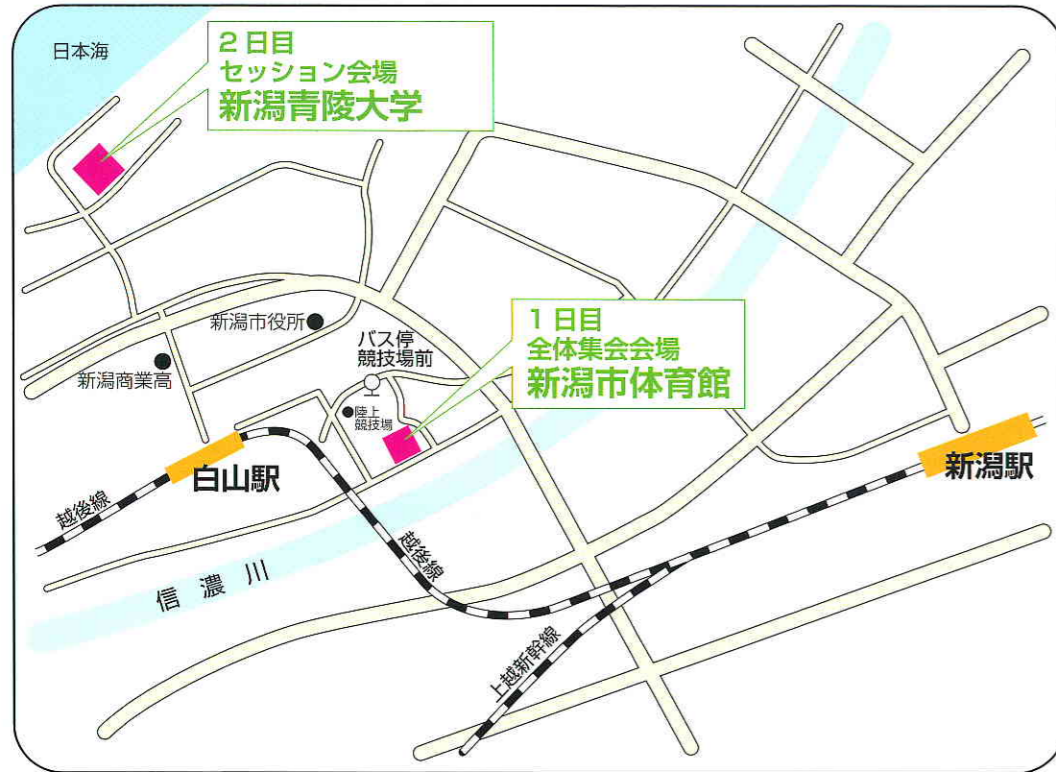 日本海
2日目
セッション会場
新潟青陵大学
1日目
全体集会会場
新潟市体育館
新潟市役所
バス停
競技場前
新潟商業高
陸上
競技場
白山駅
新潟駅
越後線
越後線
信濃川
上越新幹線